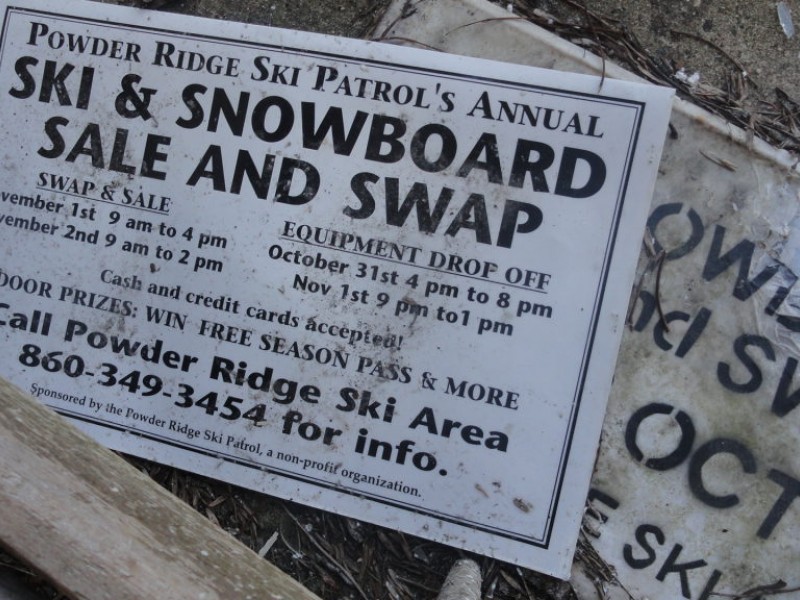 POWDER RIDGE SKI PATROL'S ANNUAL
SKI & SNOWBOARD
SALE AND SWAP
SWAP & SALE
vember 1st 9 am to 4 pm
vember 2nd 9 am to 2 pm
EQUIPMENT DROP OFF
October 31st 4 pm to 8 pm
Nov 1st 9 pm to1 pm
Cash and credit cards accepted!
DOOR PRIZES: WIN FREE SEASON PASS & MORE
Call Powder Ridge Ski Area
860-349-3454 for info.
Sponsored by the Powder Ridge Ski Patrol, a non-profit organization.
OCT
SKI